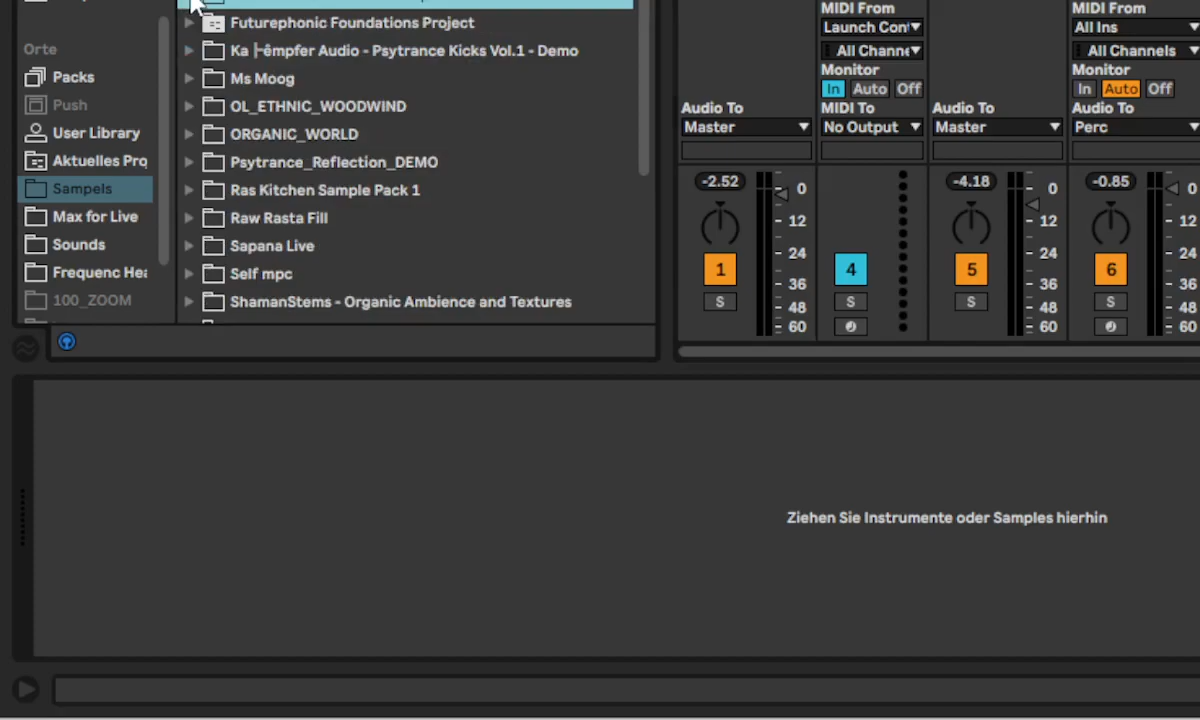 Orte
Packs
Push
User Library
Aktuelles Pro
Sampels
Max for Live
Sounds
Frequenc Hea
100_ZOOM
Futurephonic Foundations Project
Ka ├êmpfer Audio - Psytrance Kicks Vol.1 - Demo
Ms Moog
OL_ETHNIC_WOODWIND
ORGANIC_WORLD
Psytrance_Reflection_DEMO
Ras Kitchen Sample Pack 1
Raw Rasta Fill
Sapana Live
Self mpc
ShamanStems - Organic Ambience and Textures
Audio To
Master
-2.52
0
12
24
36
48
60
1
S
MIDI From
Launch Cont
All Channe
Monitor
In Auto Off
MIDI To
No Output
4
S
Audio To
Master
-4.18
0
12
24
36
48
60
5
S
MIDI From
All Ins
All Channels
Monitor
In Auto Off
Audio To
Perc
-0.85
0
12
24
36
48
60
6
S
Ziehen Sie Instrumente oder Samples hierhin